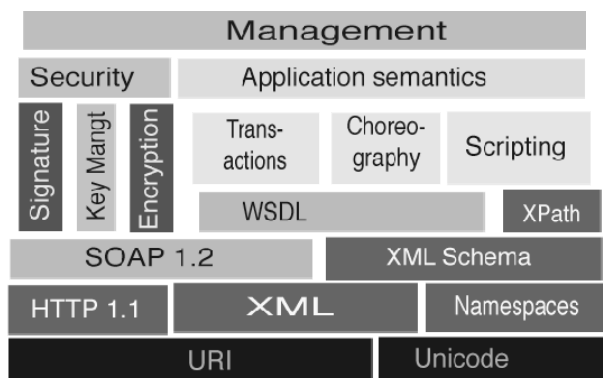 Management
Security
Application semantics
Signature
Key Mangt
Encryption
Trans-
actions
Choreo-
graphy
Scripting
WSDL
XPath
SOAP 1.2
XML Schema
HTTP 1.1
XML
Namespaces
URI
Unicode